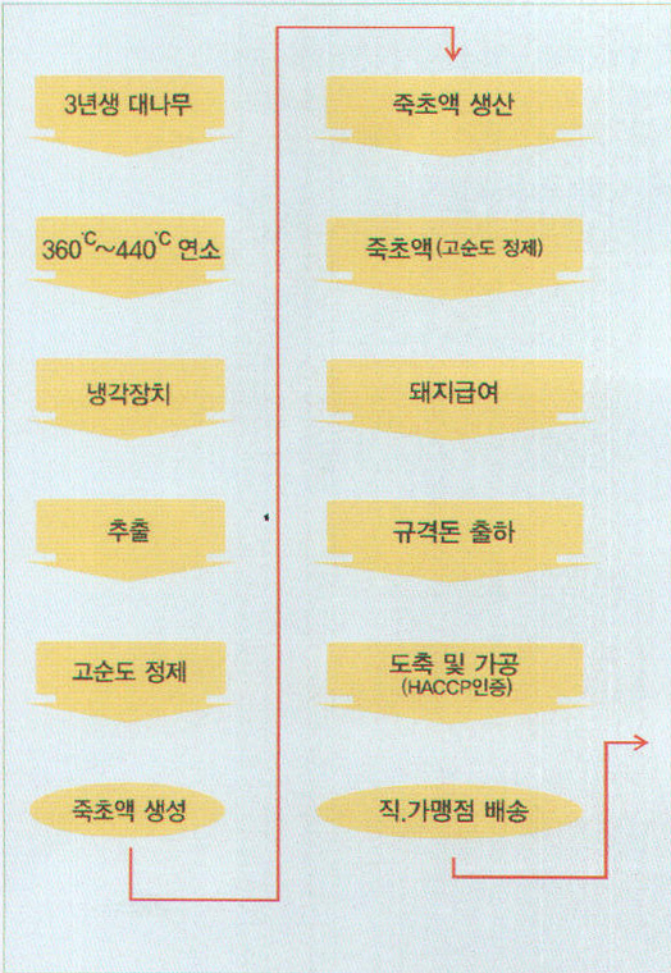 3년생 대나무
360℃~440℃ 연소
냉각장치
추출
고순도 정제
죽초액 생성
죽초액 생산
죽초액(고순도 정제)
돼지급여
규격돈 출하
도축 및 가공
(HACCP인증)
직.가맹점 배송